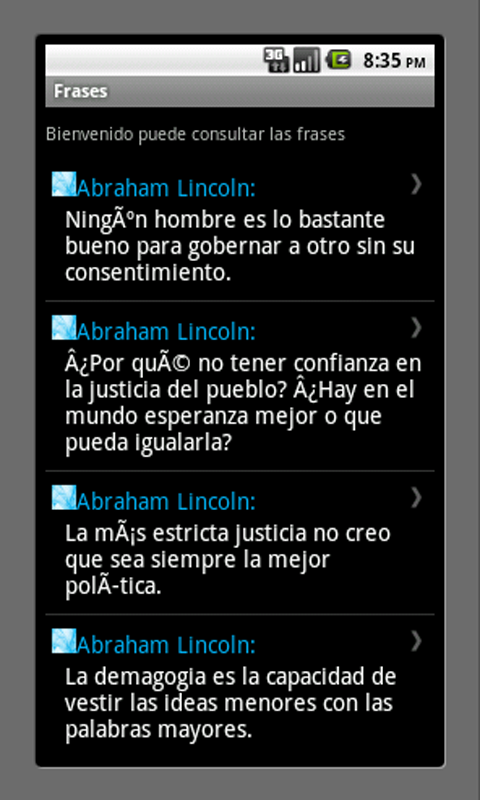 3G 8:35 PM
Frases
Bienvenido puede consultar las frases
Abraham Lincoln:
NingÃºn hombre es lo bastante
bueno para gobernar a otro sin su
consentimiento.
Abraham Lincoln:
Â¿Por quÃ© no tener confianza en
la justicia del pueblo? Â¿Hay en el
mundo esperanza mejor o que
pueda igualarla?
Abraham Lincoln:
La mÃ¡s estricta justicia no creo
que sea siempre la mejor
polÃ-tica.
Abraham Lincoln:
La demagogia es la capacidad de
vestir las ideas menores con las
palabras mayores.